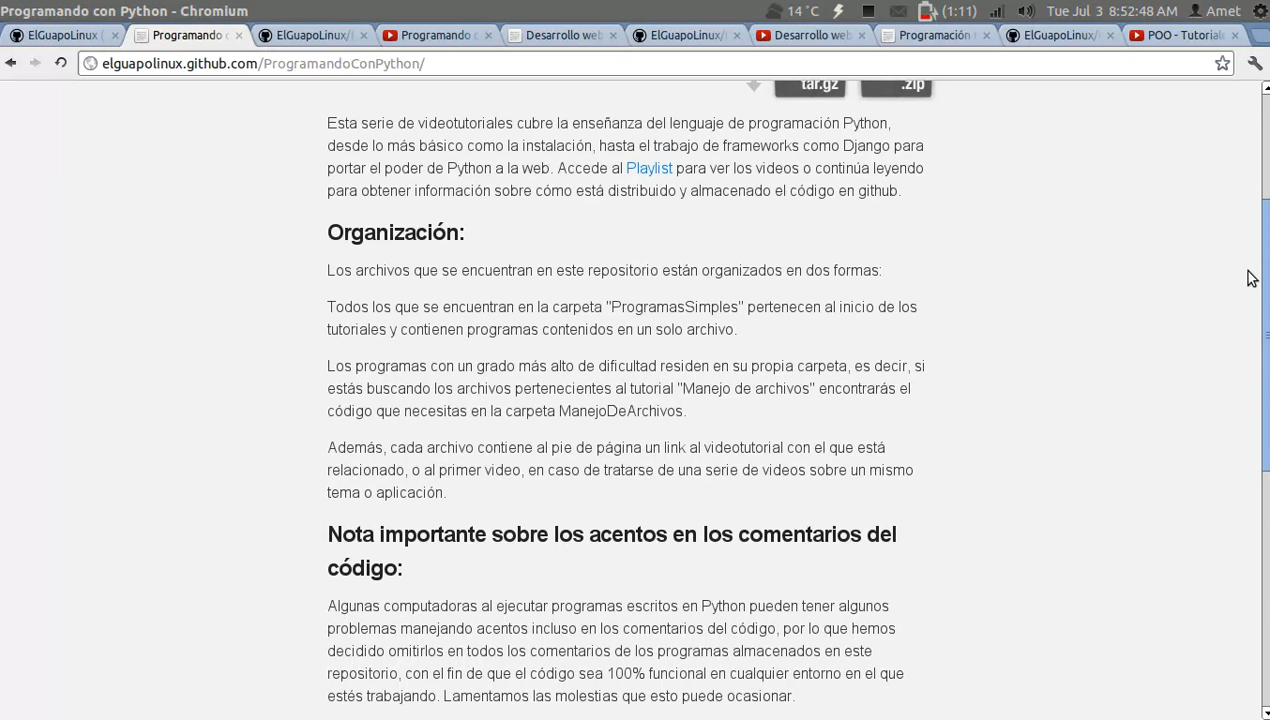 Programando con Python - Chromium
14 °C
(1:11)
Tue Jul 3 8:52:48 AM
Amet
ElGuapoLinux (
Programando c
ElGuapoLinux/
Programando c
Desarrollo web
ElGuapoLinux/
Desarrollo web
Programación
ElGuapoLinux/
POO - Tutoriale
elguapolinux.github.com/ProgramandoConPython/
tar.gz
.zip
Esta serie de videotutoriales cubre la enseñanza del lenguaje de programación Python,
desde lo más básico como la instalación, hasta el trabajo de frameworks como Django para
portar el poder de Python a la web. Accede al Playlist para ver los videos o continúa leyendo
para obtener información sobre cómo está distribuido y almacenado el código en github.
Organización:
Los archivos que se encuentran en este repositorio están organizados en dos formas:
Todos los que se encuentran en la carpeta "ProgramasSimples" pertenecen al inicio de los
tutoriales y contienen programas contenidos en un solo archivo.
Los programas con un grado más alto de dificultad residen en su propia carpeta, es decir, si
estás buscando los archivos pertenecientes al tutorial "Manejo de archivos" encontrarás el
código que necesitas en la carpeta ManejoDeArchivos.
Además, cada archivo contiene al pie de página un link al videotutorial con el que está
relacionado, o al primer video, en caso de tratarse de una serie de videos sobre un mismo
tema o aplicación.
Nota importante sobre los acentos en los comentarios del
código:
Algunas computadoras al ejecutar programas escritos en Python pueden tener algunos
problemas manejando acentos incluso en los comentarios del código, por lo que hemos
decidido omitirlos en todos los comentarios de los programas almacenados en este
repositorio, con el fin de que el código sea 100% funcional en cualquier entorno en el que
estés trabajando. Lamentamos las molestias que esto puede ocasionar.